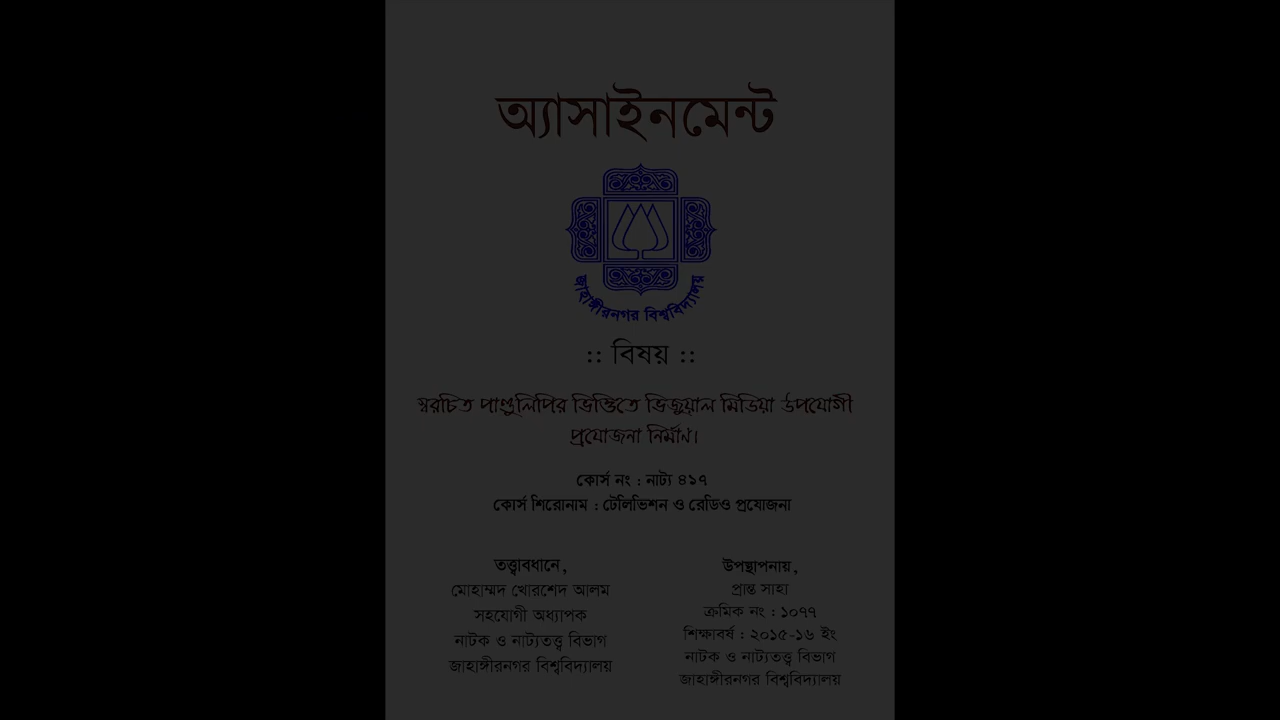 অ্যাসাইনমেন্ট
জাহাঙ্গীরনগর বিশ্ববিদ্যালয়
:: বিষয় ::
স্বরচিত পাণ্ডুলিপির ভিত্তিতে ভিজুয়াল মিডিয়া উপযোগী
প্রযোজনা নির্মাণ।
কোর্স নং : নাট্য ৪১৭
কোর্স শিরোনাম : টেলিভিশন ও রেডিও প্রযোজনা
তত্ত্বাবধানে,
মোহাম্মদ খোরশেদ আলম
সহযোগী অধ্যাপক
নাটক ও নাট্যতত্ত্ব বিভাগ
জাহাঙ্গীরনগর বিশ্ববিদ্যালয়
উপস্থাপনায়,
প্রান্ত সাহা
ক্রমিক নং : ১০৭৭
শিক্ষাবর্ষ : ২০১৫-১৬ ইং
নাটক ও নাট্যতত্ত্ব বিভাগ
জাহাঙ্গীরনগর বিশ্ববিদ্যালয়